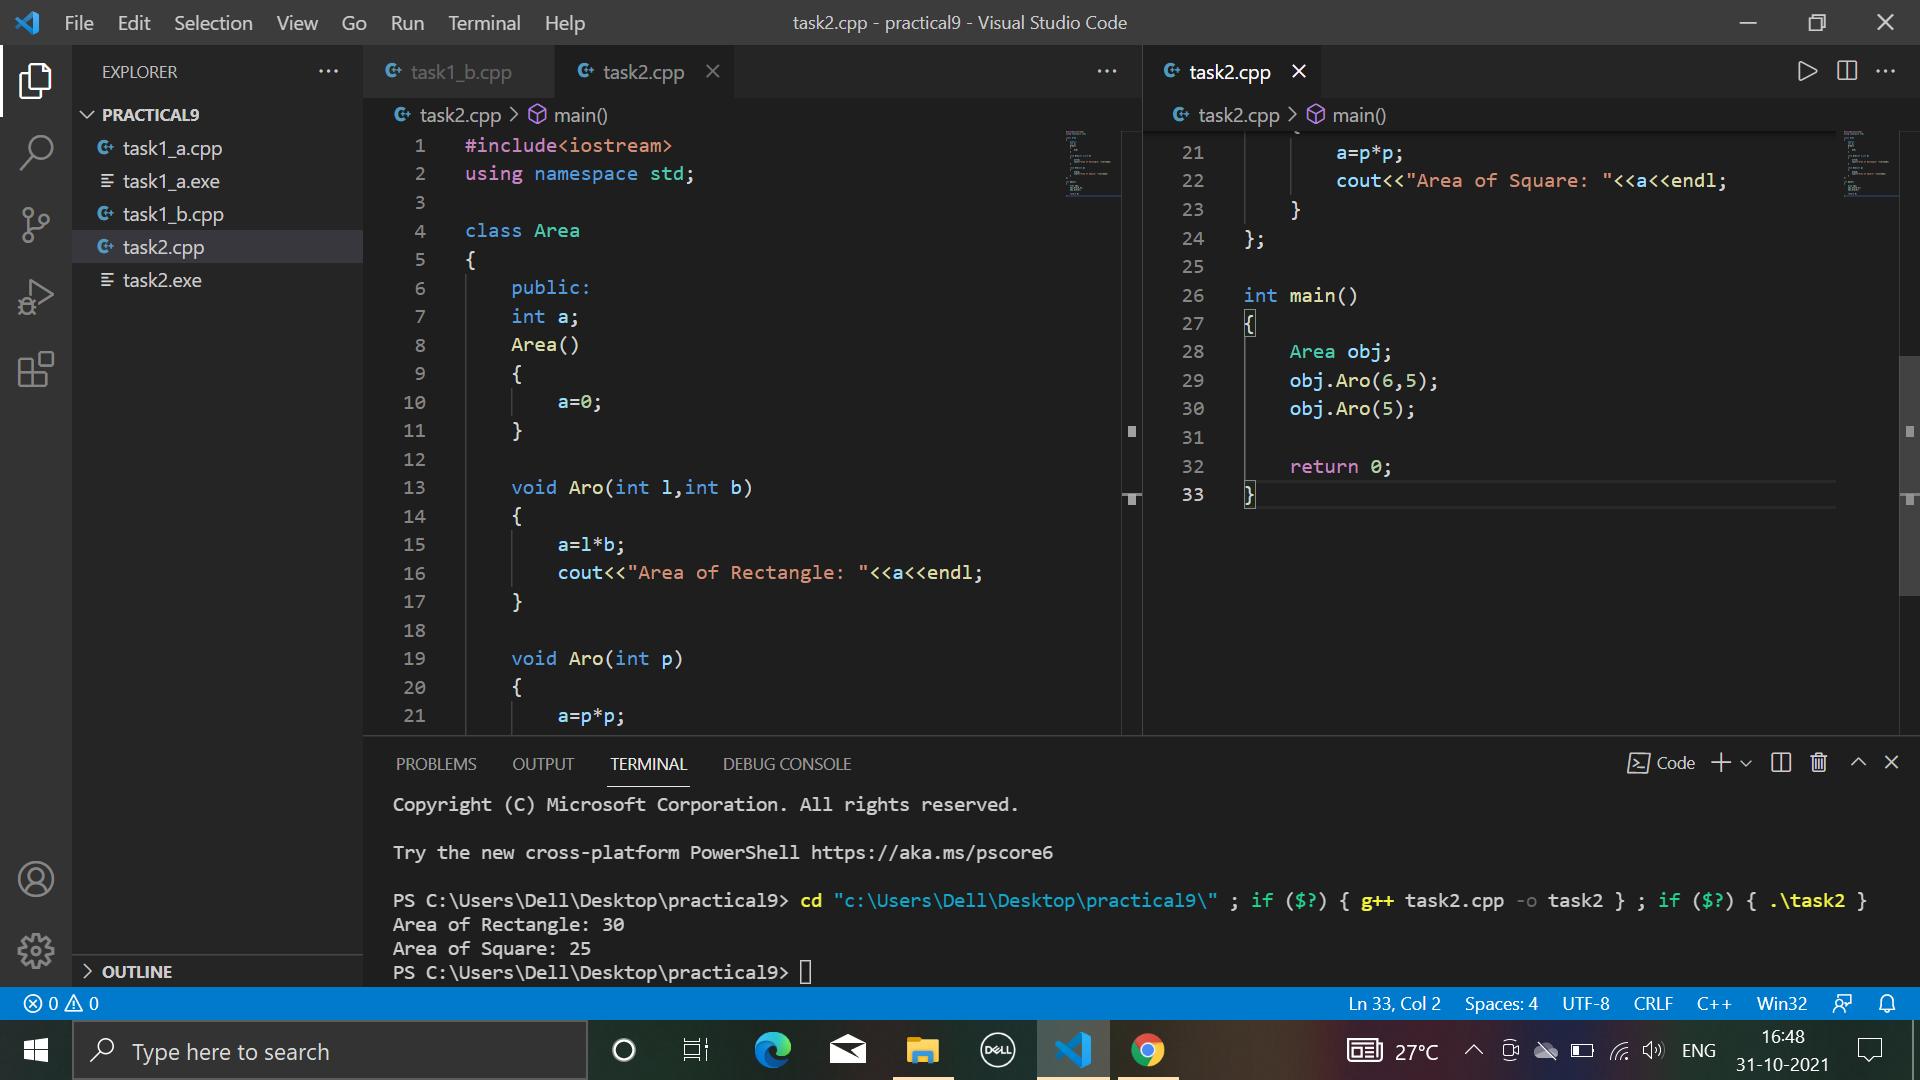 File Edit Selection View Go Run Terminal Help
task2.cpp - practical9 - Visual Studio Code
EXPLORER
PRACTICAL9
task1_a.cpp
task1_a.exe
task1_b.cpp
task2.cpp
task2.exe
OUTLINE
task1_b.cpp task2.cpp
task2.cpp > main()
1 #include<iostream>
2 using namespace std;
3
4 class Area
5 {
6 public:
7 int a;
8 Area()
9 {
10 a=0;
11 }
12
13 void Aro(int l,int b)
14 {
15 a=l*b;
16 cout<<"Area of Rectangle: "<<a<<endl;
17 }
18
19 void Aro(int p)
20 {
21 a=p*p;
task2.cpp
task2.cpp > main()
21 a=p*p;
22 cout<<"Area of Square: "<<a<<endl;
23 }
24 };
25
26 int main()
27 {
28 Area obj;
29 obj.Aro(6,5);
30 obj.Aro(5);
31
32 return 0;
33 }
PROBLEMS OUTPUT TERMINAL DEBUG CONSOLE
Code
Copyright (C) Microsoft Corporation. All rights reserved.
Try the new cross-platform PowerShell https://aka.ms/pscore6
PS C:\Users\Dell\Desktop\practical9> cd "c:\Users\Dell\Desktop\practical9\" ; if ($?) { g++ task2.cpp -o task2 } ; if ($?) { .\task2 }
Area of Rectangle: 30
Area of Square: 25
PS C:\Users\Dell\Desktop\practical9>
0 0
Ln 33, Col 2 Spaces: 4 UTF-8 CRLF C++ Win32
Type here to search
DELL
27°C
ENG
16:48
31-10-2021